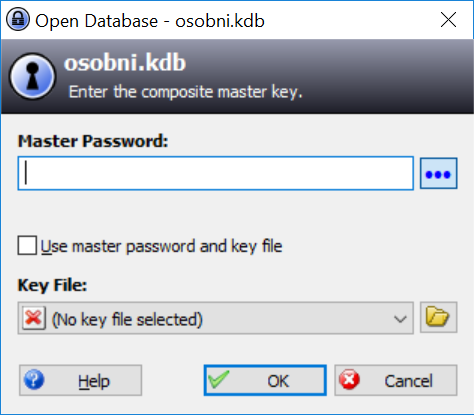 Open Database - osobni.kdb
osobni.kdb
Enter the composite master key.
Master Password:
Use master password and key file
Key File:
(No key file selected)
Help
OK
Cancel